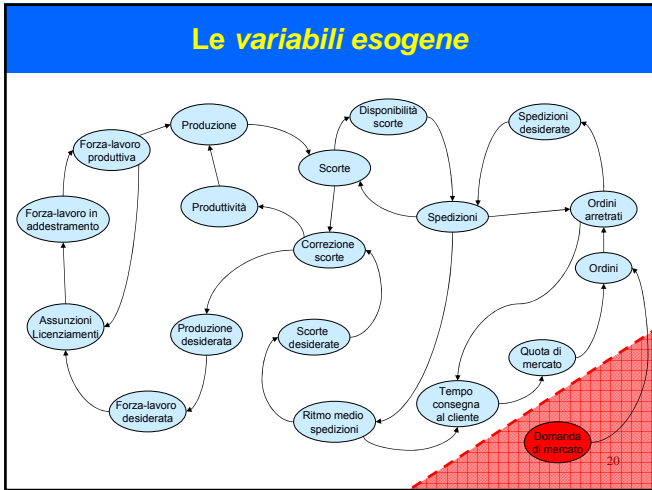 Le variabili esogene
Disponibilità
scorte
Spedizioni
desiderate
Produzione
Forza-lavoro
produttiva
Scorte
Forza-lavoro in
addestramento
Produttività
Spedizioni
Ordini
arretrati
Correzione
scorte
Ordini
Assunzioni
Licenziamenti
Produzione
desiderata
Scorte
desiderate
Quota di
mercato
Forza-lavoro
desiderata
Ritmo medio
spedizioni
Tempo
consegna
al cliente
Domanda
di mercato
20